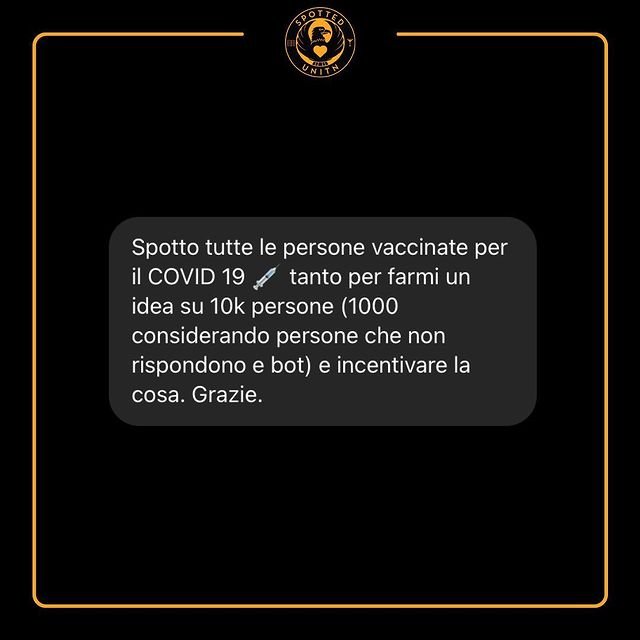 SPOTTED
UNITN
Spotto tutte le persone vaccinate per
il COVID 19 💉 tanto per farmi un
idea su 10k persone (1000
considerando persone che non
rispondono e bot) e incentivare la
cosa. Grazie.